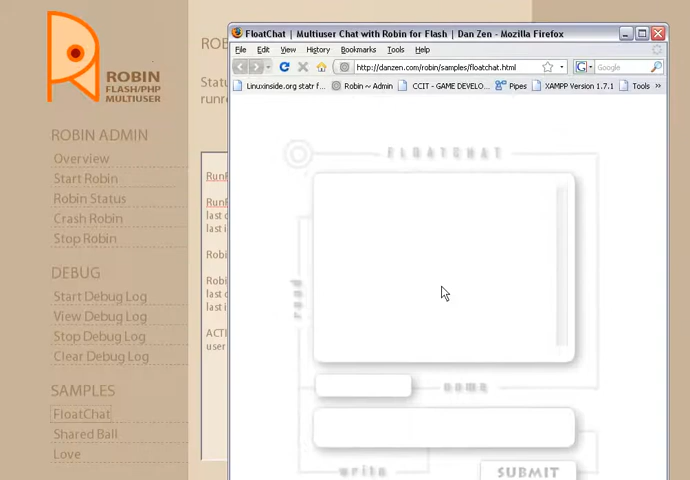 ROBIN
FLASH/PHP
MULTIUSER
ROBIN ADMIN
Overview
Start Robin
Robin Status
Crash Robin
Stop Robin
DEBUG
Start Debug Log
View Debug Log
Stop Debug Log
Clear Debug Log
SAMPLES
FloatChat
Shared Ball
Love
last
last i
user
FloatChat | Multiuser Chat with Robin for Flash | Dan Zen - Mozilla Firefox
File Edit View History Bookmarks Tools Help
http://danzen.com/robin/samples/floatchat.html
Google
Linuxinside.org statr f... Robin ~ Admin CCIT - GAME DEVELO... Pipes XAMPP Version 1.7.1 Tools »
FLOATCHAT
read
name
write
SUBMIT